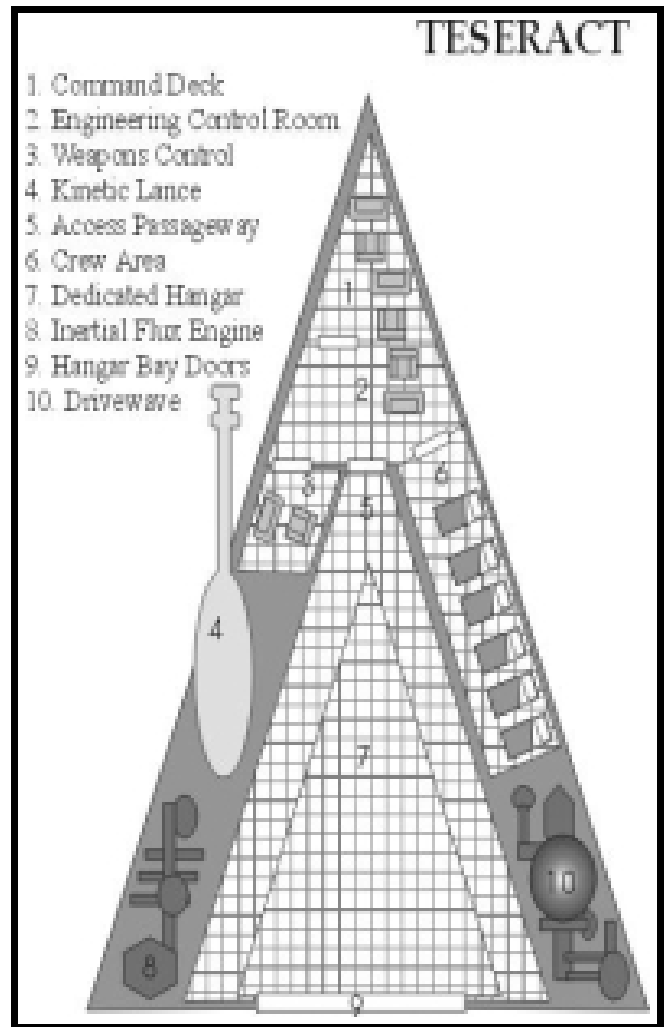 TESERACT
1. Command Deck
2. Engineering Control Room
3. Weapons Control
4. Kinetic Lance
5. Access Passageway
6. Crew Area
7. Dedicated Hangar
8. Inertial Flux Engine
9. Hangar Bay Doors
10. Drivewave
1
2
6
3
5
4
7
10
8
9